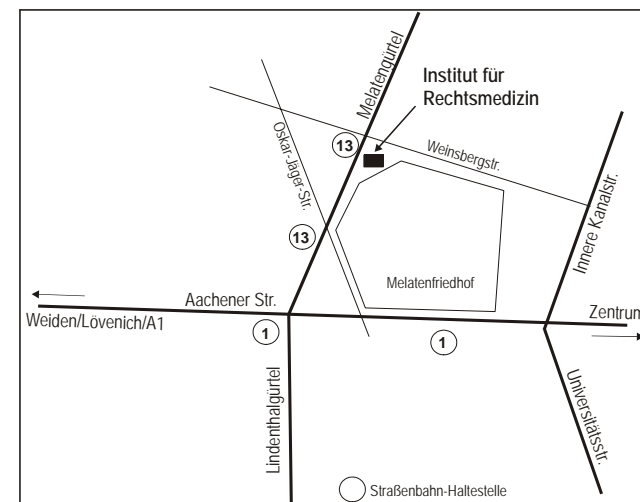 Melatengürtel
Institut für
Rechtsmedizin
Oskar-Jäger-Str.
13
Weinsbergstr.
Innere Kanalstr.
13
Melatenfriedhof
Aachener Str.
Zentrum
Weiden/Lövenich/A1
1
1
Lindenthalgürtel
Universitätsstr.
Straßenbahn-Haltestelle